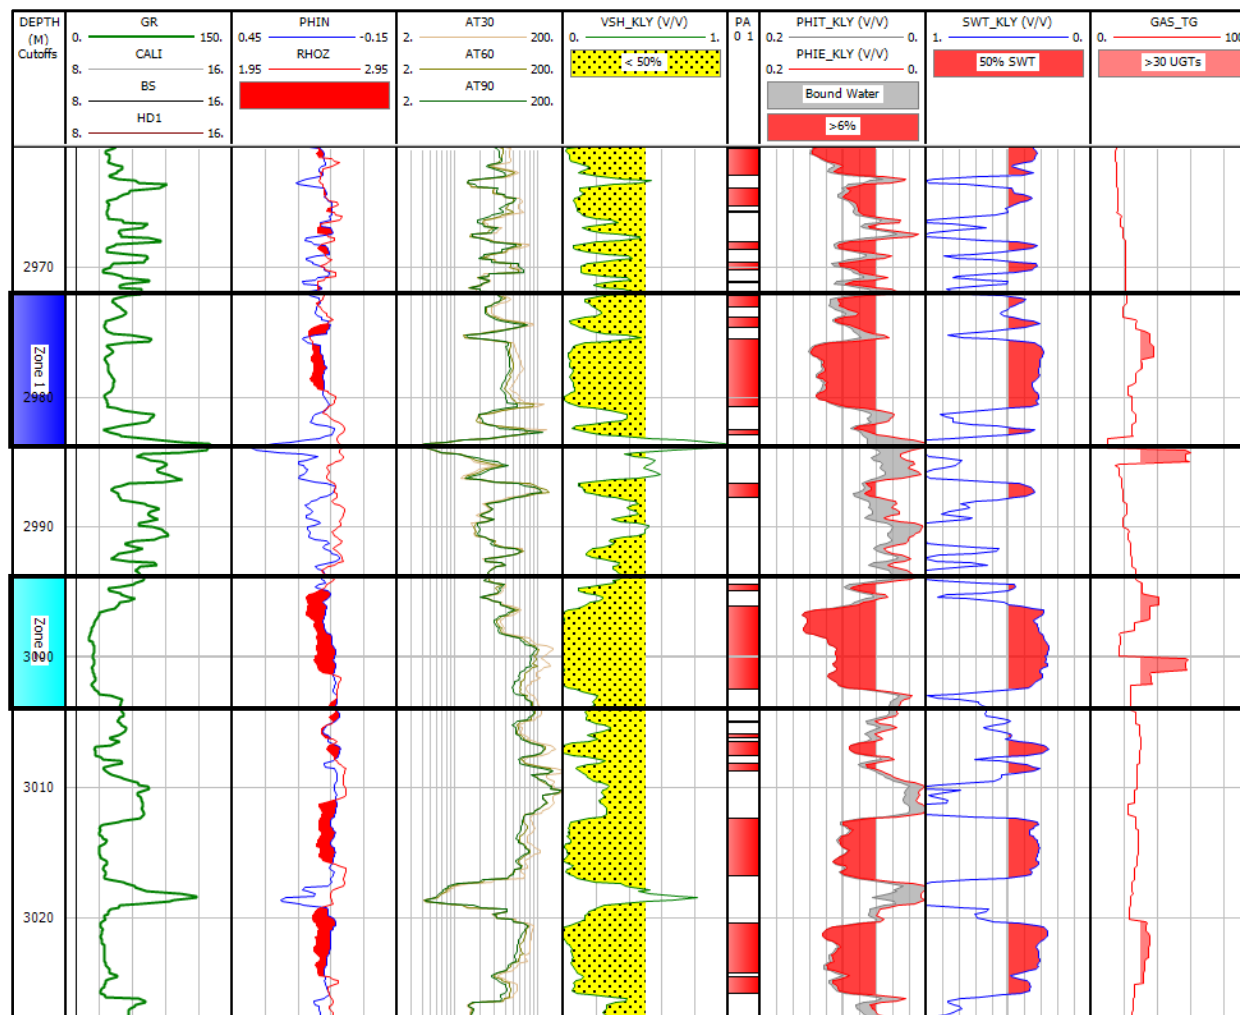 DEPTH
(M)
Cutoffs
GR
0. 150.
CALI
8. 16.
BS
8. 16.
HD1
8. 16.
PHIN
0.45 -0.15
RHOZ
1.95 2.95
AT30
2. 200.
AT60
2. 200.
AT90
2. 200.
VSH_KLY (V/V)
0. 1.
< 50%
PA
0 1
PHIT_KLY (V/V)
0.2 0.
PHIE_KLY (V/V)
0.2 0.
Bound Water
>6%
SWT_KLY (V/V)
1. 0.
50% SWT
GAS_TG
0. 100
>30 UGTs
2970
Zone 1
2980
2990
Zone
3000
3010
3020